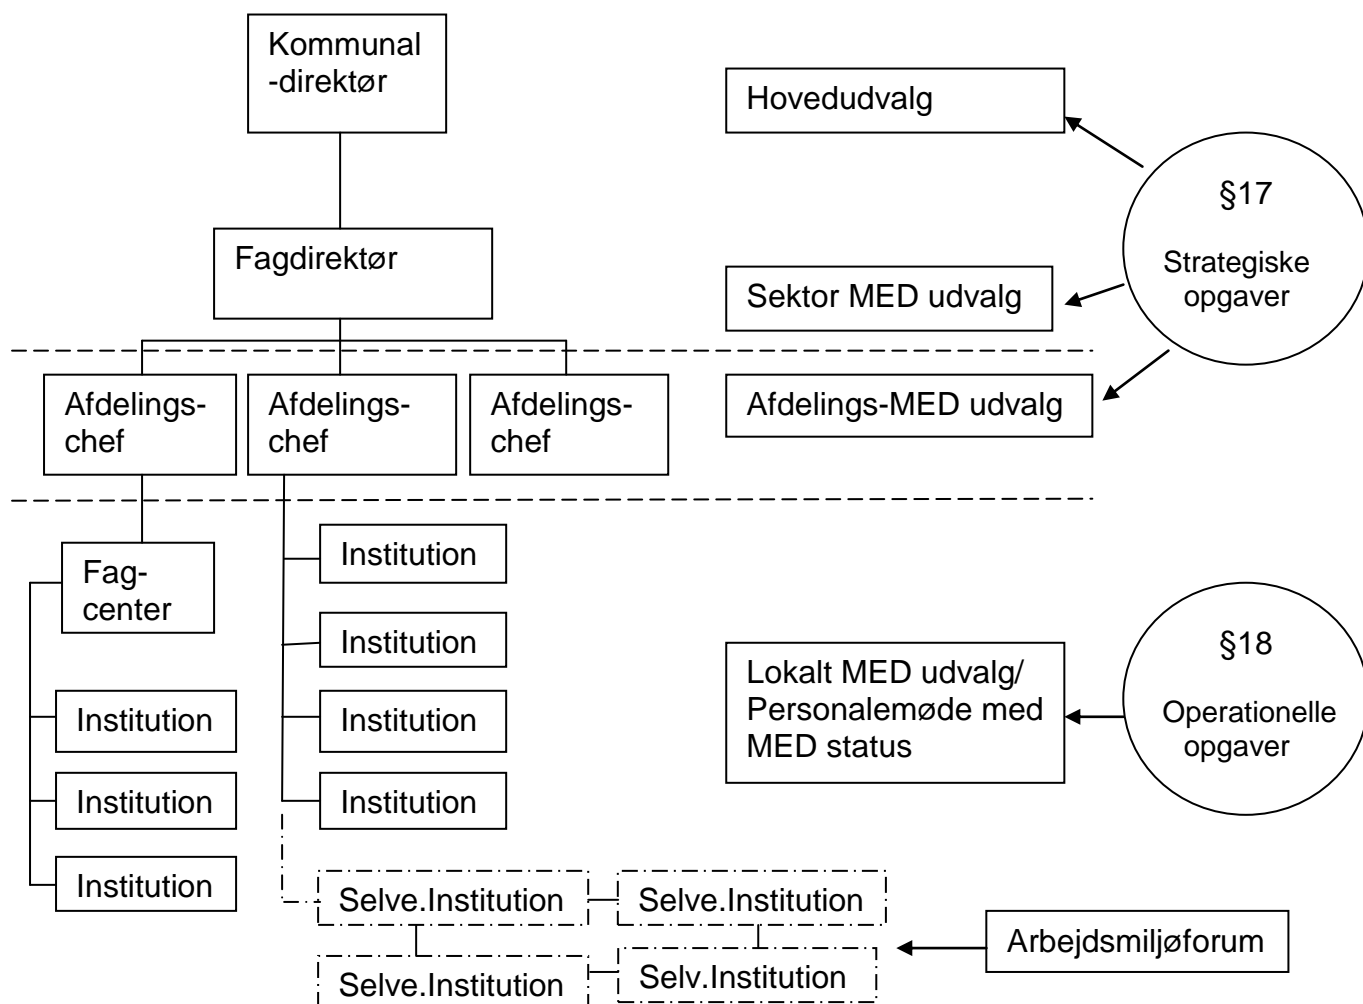 Kommunal
-direktør
Hovedudvalg
§17
Strategiske
opgaver
Fagdirektør
Sektor MED udvalg
Afdelings-
chef
Afdelings-
chef
Afdelings-
chef
Afdelings-MED udvalg
Fag-
center
Institution
Institution
Institution
Institution
Institution
Institution
Institution
Lokalt MED udvalg/
Personalemøde med
MED status
§18
Operationelle
opgaver
Selve.Institution
Selve.Institution
Selve.Institution
Selv.Institution
Arbejdsmiljøforum